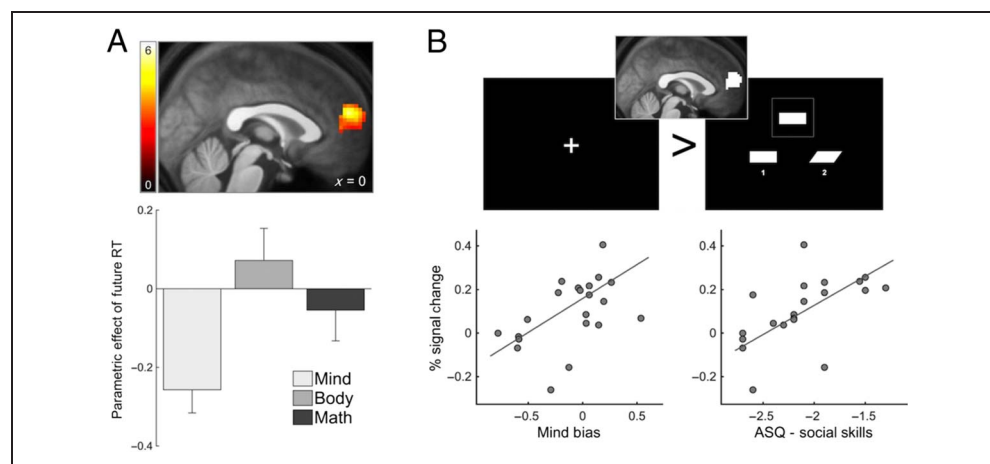 A
6
0
x = 0
0.2
0
−0.2
−0.4
Parametric effect of future RT
Mind
Body
Math
B
+
>
1
2
% signal change
0.4
0.2
0
−0.2
−0.5
0
0.5
Mind bias
0.4
0.2
0
−0.2
−2.5
−2
−1.5
ASQ - social skills